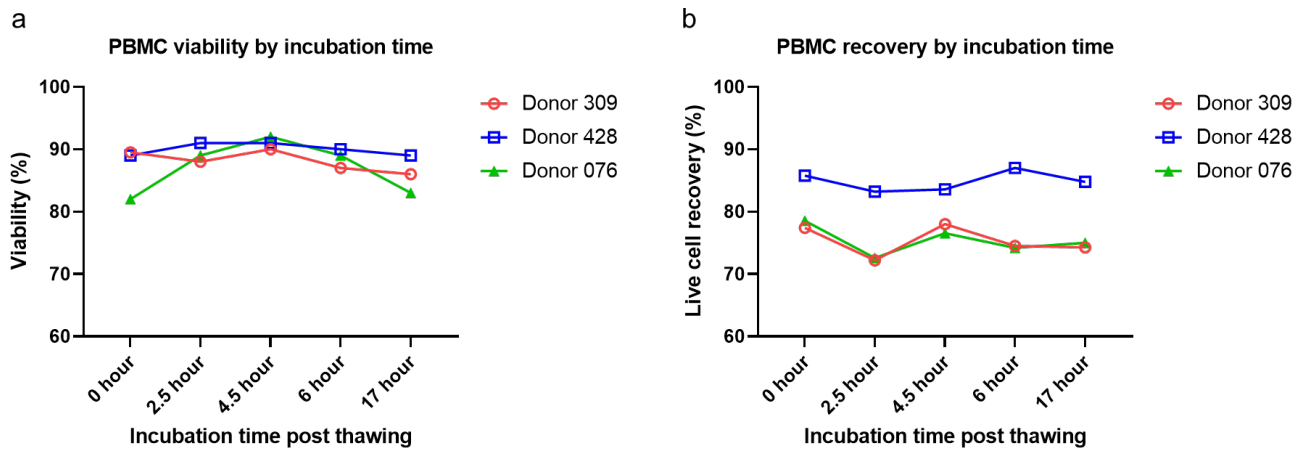 a
PBMC viability by incubation time
100
90
80
70
60
Viability (%)
0 hour
2.5 hour
4.5 hour
6 hour
17 hour
Incubation time post thawing
Donor 309
Donor 428
Donor 076
b
PBMC recovery by incubation time
100
90
80
70
60
Live cell recovery (%)
0 hour
2.5 hour
4.5 hour
6 hour
17 hour
Incubation time post thawing
Donor 309
Donor 428
Donor 076